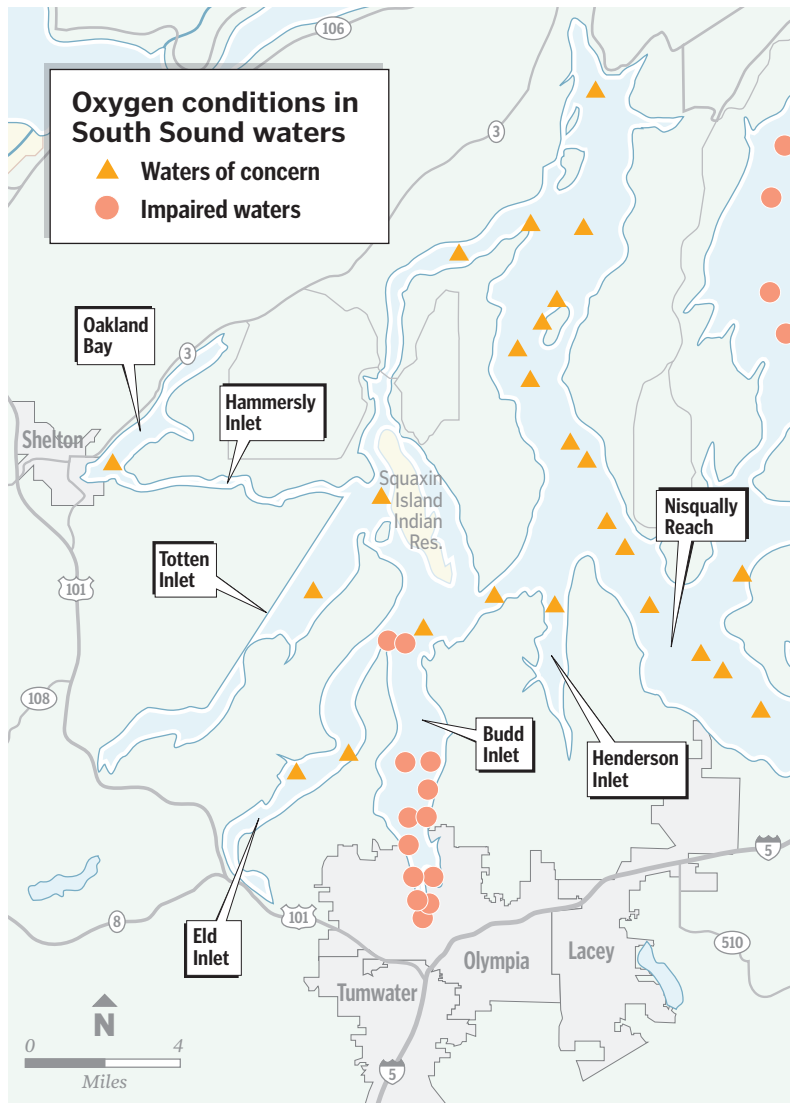 106
Oxygen conditions in
South Sound waters
Waters of concern
Impaired waters
3
Oakland
Bay
3
Hammersly
Inlet
Shelton
Squaxin
Island
Indian
Res.
Nisqually
Reach
Totten
Inlet
101
108
Budd
Inlet
Henderson
Inlet
5
8
101
Eld
Inlet
510
Lacey
Olympia
Tumwater
N
0 4
Miles
5